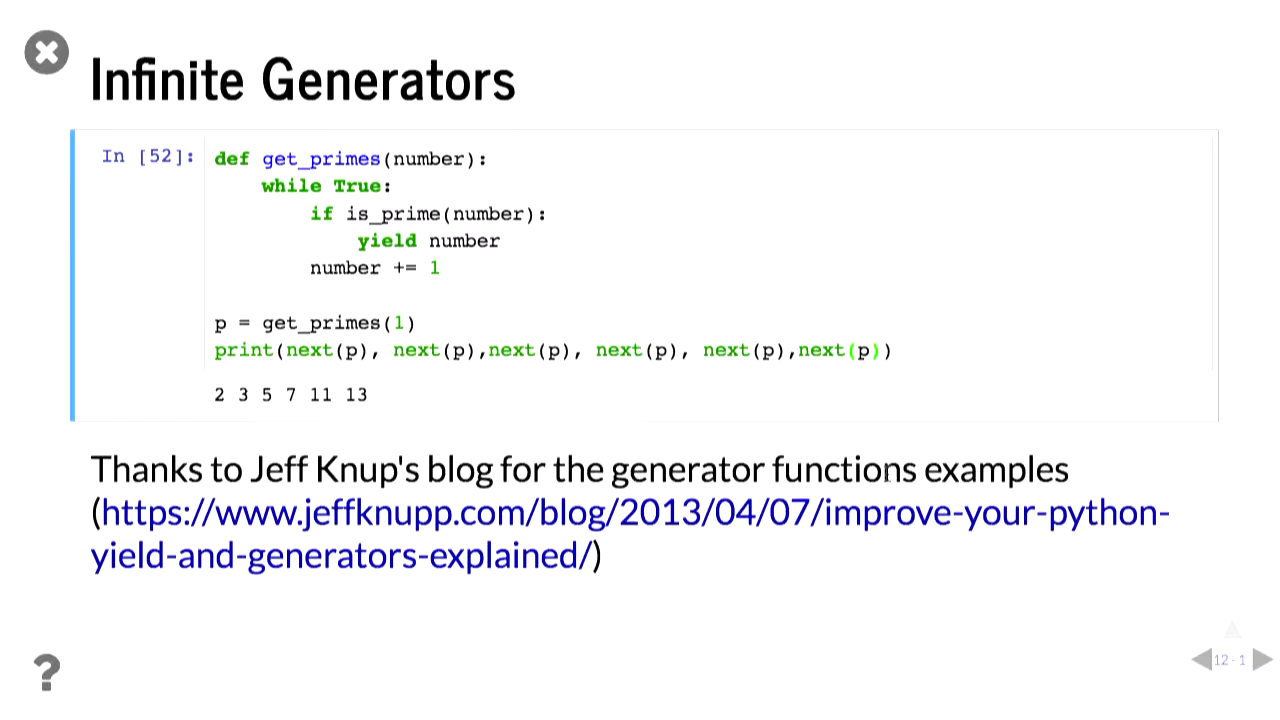 Infinite Generators
In [52]: def get_primes(number):
    while True:
        if is_prime(number):
            yield number
        number += 1
p = get_primes(1)
print(next(p), next(p),next(p), next(p), next(p),next(p))
2 3 5 7 11 13
Thanks to Jeff Knup's blog for the generator functions examples
(https://www.jeffknupp.com/blog/2013/04/07/improve-your-python-
yield-and-generators-explained/)
?
12 - 1